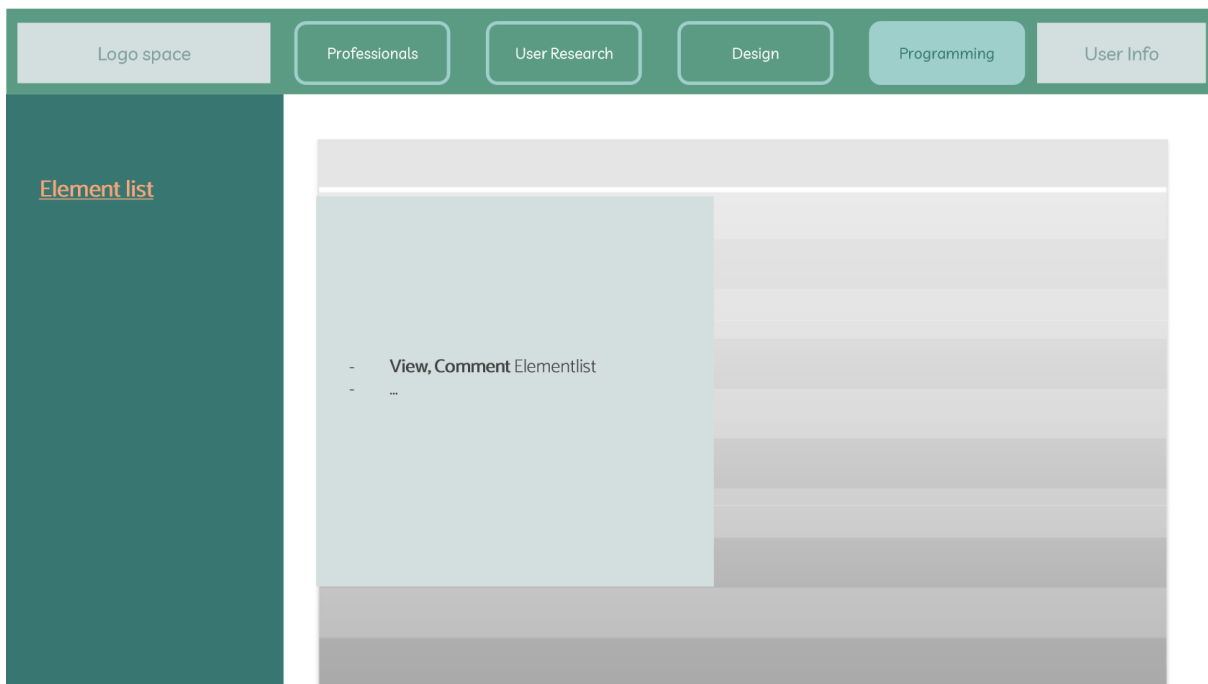 Logo space
Professionals
User Research
Design
Programming
User Info
Element list
- View, Comment Elementlist
- ...